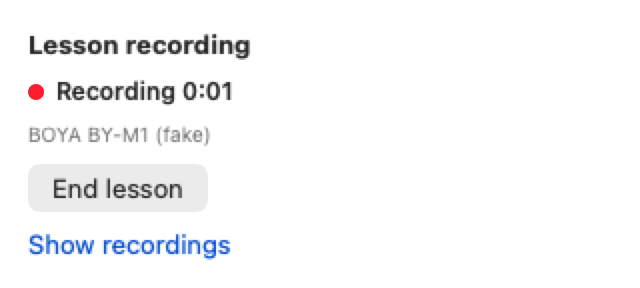 Lesson recording
Recording 0:01
BOYA BY-M1 (fake)
End lesson
Show recordings